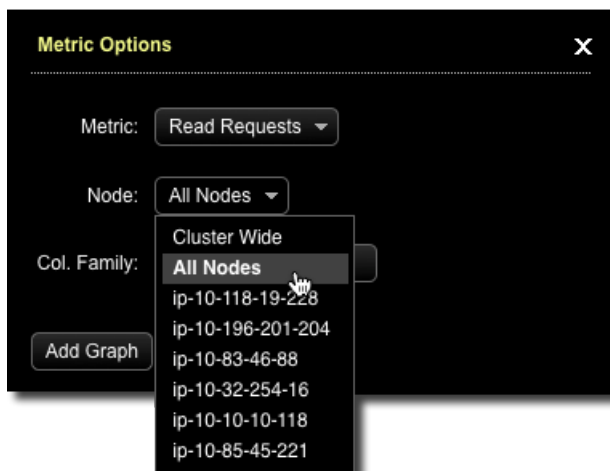 Metric Options X
Metric: Read Requests
Node: All Nodes
Cluster Wide
Col. Family:
All Nodes
ip-10-118-19-228
ip-10-196-201-204
Add Graph
ip-10-83-46-88
ip-10-32-254-16
ip-10-10-10-118
ip-10-85-45-221